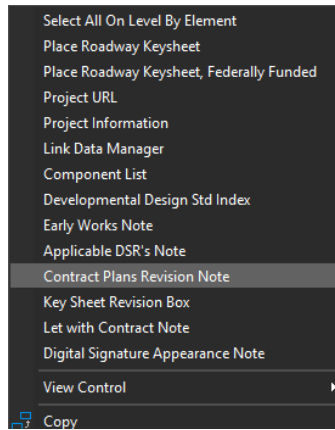 Select All On Level By Element
Place Roadway Keysheet
Place Roadway Keysheet, Federally Funded
Project URL
Project Information
Link Data Manager
Component List
Developmental Design Std Index
Early Works Note
Applicable DSR's Note
Contract Plans Revision Note
Key Sheet Revision Box
Let with Contract Note
Digital Signature Appearance Note
View Control
Copy